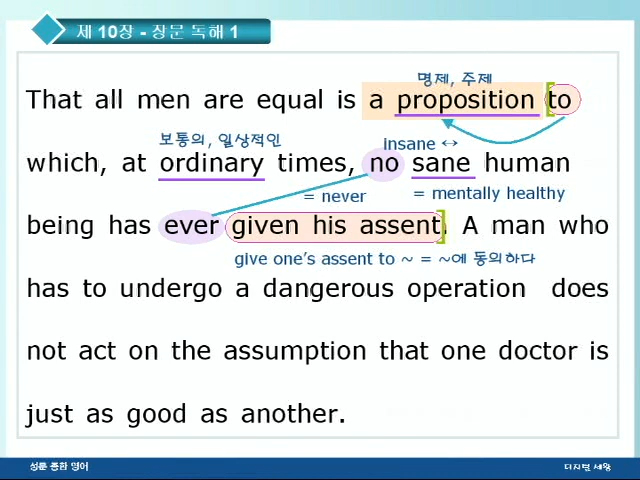 제 10장 - 장문 독해 1
명제, 주제
That all men are equal is a proposition [to
보통의, 일상적인
insane ↔
which, at ordinary times, no sane human
= never
= mentally healthy
being has ever given his assent]. A man who
give one's assent to ~ = ~에 동의하다
has to undergo a dangerous operation does
not act on the assumption that one doctor is
just as good as another.
성문 종합 영어
디지털 세왕